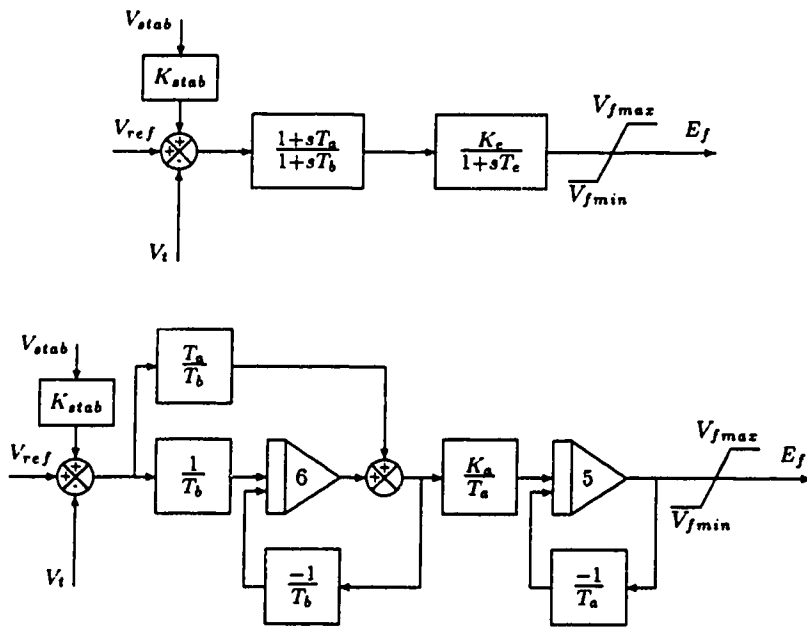 V_stab
K_stab
V_ref
+ + -
1+sT_a / 1+sT_b
K_e / 1+sT_e
V_fmax
E_f
V_fmin
V_t
V_stab
K_stab
T_a / T_b
V_ref
+ + -
1 / T_b
6
+ +
K_a / T_a
5
V_fmax
E_f
V_fmin
V_t
-1 / T_b
-1 / T_a